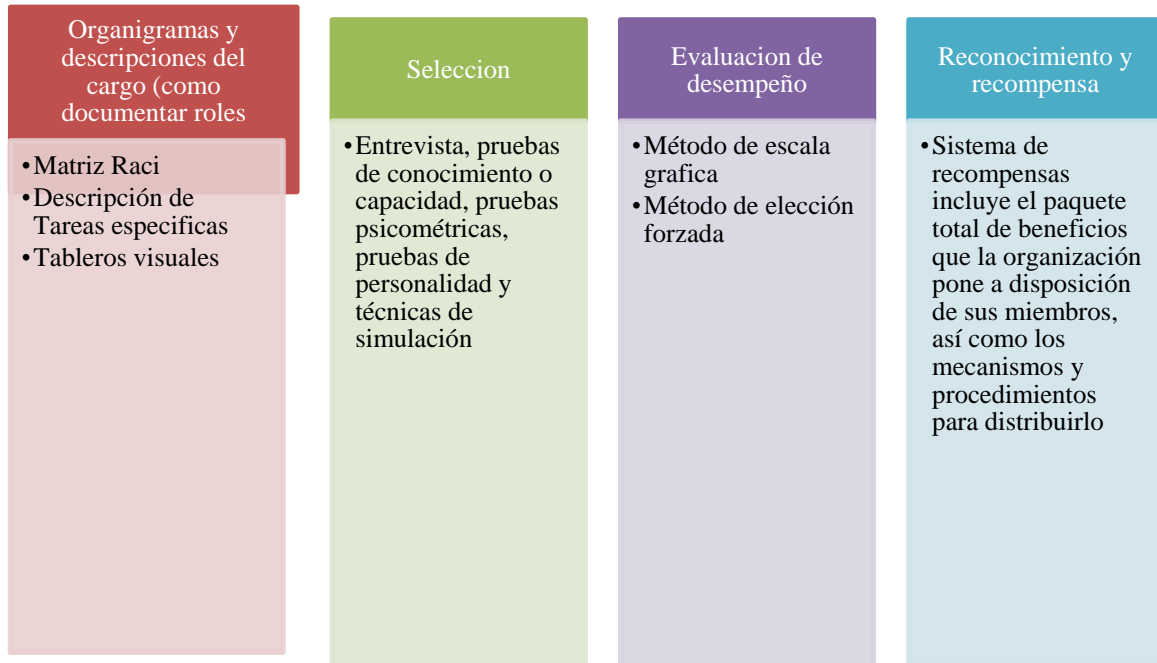 Organigramas y
descripciones del
cargo (como
documentar roles
•Matriz Raci
•Descripción de
Tareas especificas
•Tableros visuales
Seleccion
•Entrevista, pruebas
de conocimiento o
capacidad, pruebas
psicométricas,
pruebas de
personalidad y
técnicas de
simulación
Evaluacion de
desempeño
•Método de escala
grafica
•Método de elección
forzada
Reconocimiento y
recompensa
•Sistema de
recompensas
incluye el paquete
total de beneficios
que la organización
pone a disposición
de sus miembros,
así como los
mecanismos y
procedimientos
para distribuirlo